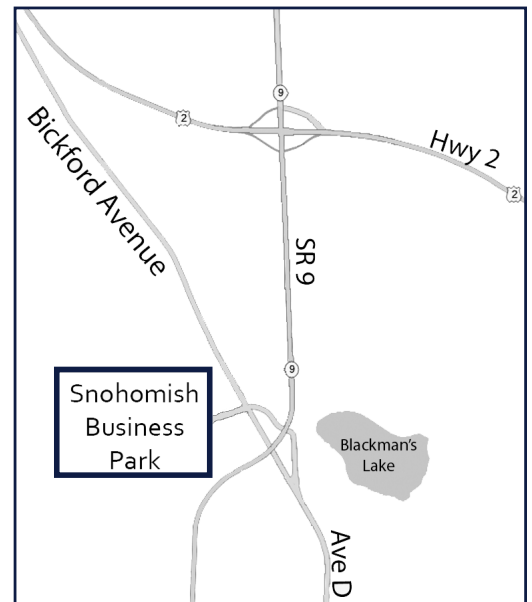 9
2
Hwy 2
2
Bickford Avenue
SR 9
9
Snohomish
Business
Park
Blackman's
Lake
Ave D